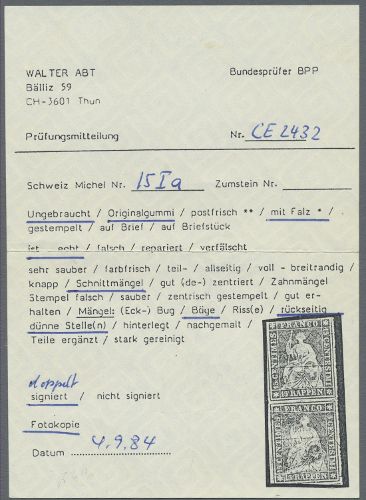 WALTER ABT
Bundesprüfer BPP
Bälliz 59
CH-3601 Thun
Prüfungsmitteilung
Nr. CE 2432
Schweiz Michel Nr. 15 I a Zumstein Nr.
Ungebraucht / Originalgummi / postfrisch ** / mit Falz * /
gestempelt / auf Brief / auf Briefstück
ist echt / falsch / repariert / verfälscht
sehr sauber / farbfrisch / teil- / allseitig / voll - breitrandig /
knapp / Schnittmängel / gut (de-) zentriert / Zahnmängel
Stempel falsch / sauber / zentrisch gestempelt / gut er-
halten / Mängel: (Eck-) Bug / Büge / Riss(e) / rückseitig
dünne Stelle(n) / hinterlegt / nachgemalt /
Teile ergänzt / stark gereinigt
doppelt
signiert / nicht signiert
Fotokopie
Datum 4.9.84
FRANCO
15 RAPPEN
FRANCO
15 RAPPEN